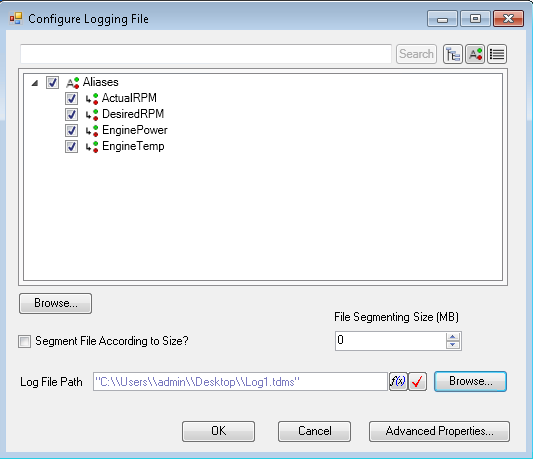 Configure Logging File
Search
Aliases
ActualRPM
DesiredRPM
EnginePower
EngineTemp
Browse...
File Segmenting Size (MB)
Segment File According to Size?
0
Log File Path "C:\\Users\\admin\\Desktop\\Log1.tdms" f(x) Browse...
OK Cancel Advanced Properties...